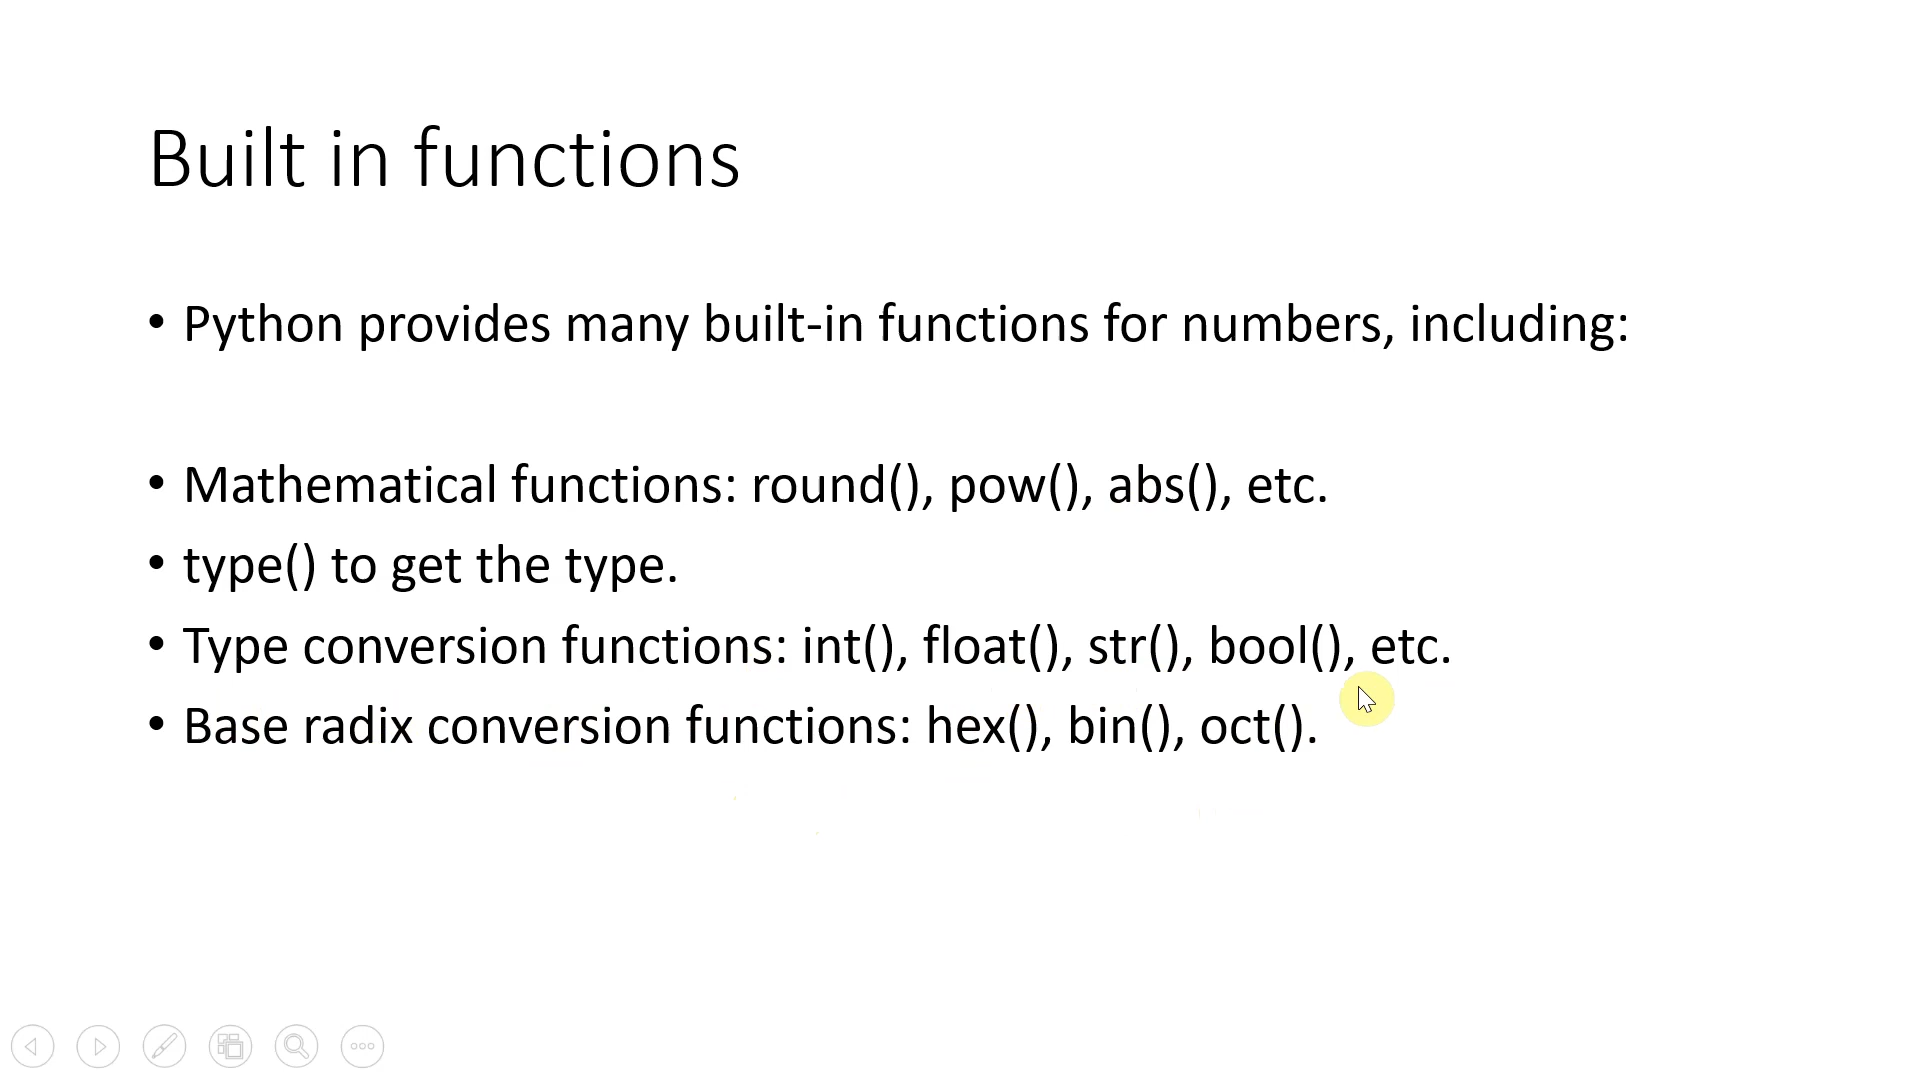 Built in functions
• Python provides many built-in functions for numbers, including:
• Mathematical functions: round(), pow(), abs(), etc.
• type() to get the type.
• Type conversion functions: int(), float(), str(), bool(), etc.
• Base radix conversion functions: hex(), bin(), oct().